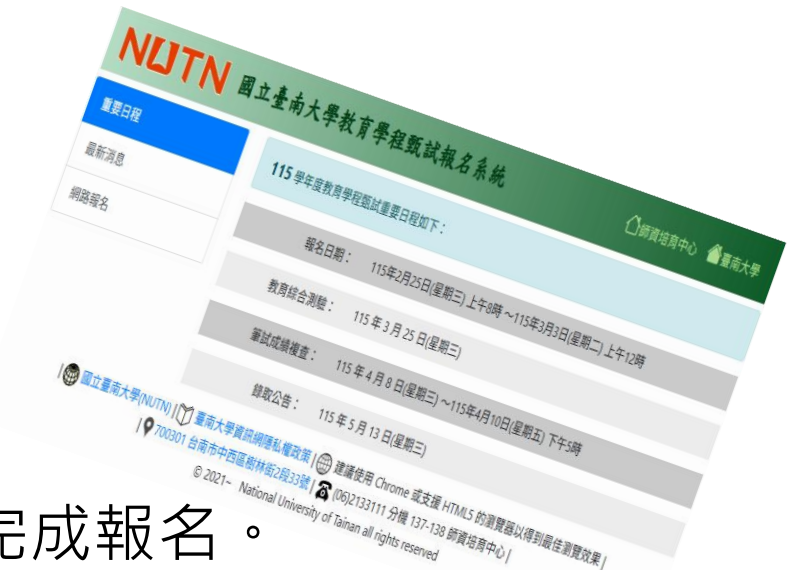 NUTN 國立臺南大學教育學程甄試報名系統
師資培育中心 臺南大學
重要日程
最新消息
網路報名
115 學年度教育學程甄試重要日程如下：
報名日期： 115年2月25日(星期三) 上午8時 ～115年3月3日(星期二) 上午12時
教育綜合測驗： 115 年 3 月 25 日(星期三)
筆試成績複查： 115 年 4 月 8 日(星期三) ～115年4月10日(星期五) 下午5時
錄取公告： 115 年 5 月 13 日(星期三)
| 國立臺南大學(NUTN) | 臺南大學資訊網隱私權政策 | 建議使用 Chrome 或支援 HTML5 的瀏覽器以得到最佳瀏覽效果 |
| 700301 台南市中西區樹林街2段33號 | (06)2133111 分機 137-138 師資培育中心 |
© 2021~ National University of Tainan all rights reserved
完成報名。